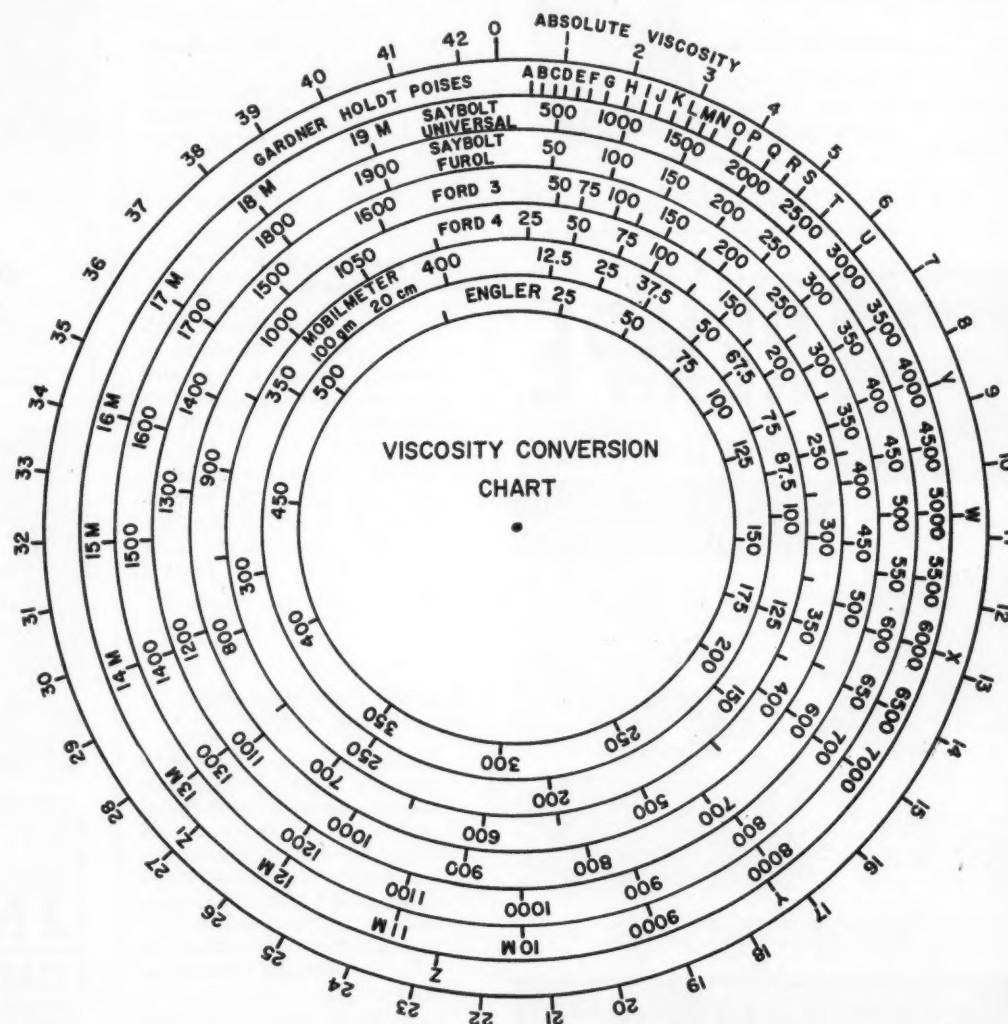 ABSOLUTE VISCOSITY
0 1 2 3 4 5 6 7 8 9 10 12 13 14 15 16 17 18 19 20 21 22 23 24 25 26 27 28 29 30 31 32 33 34 35 36 37 38 39 40 41 42
GARDNER HOLDT POISES A B C D E F G H I J K L M N O P Q R S T U V W X Y Z Z1
SAYBOLT
UNIVERSAL
500 1000 1500 2000 2500 3000 3500 4000 4500 5000 5500 6000 6500 7000 8000 9000 10 M 11 M 12 M 13 M 14 M 15 M 16 M 17 M 18 M 19 M
SAYBOLT
FUROL
50 100 150 200 250 300 350 400 450 500 550 600 650 700 800 900 1000 1100 1200 1300 1400 1500 1600 1700 1800 1900
FORD 3 50 75 100 150 200 250 300 350 400 450 500 600 700 800 900 1000 1100 1200 1300 1400 1500 1600
FORD 4 25 50 75 100 150 200 250 300 350 400 500 600 700 800 900 1000 1050
MOBILMETER
100 gm 20 cm
12.5 25 37.5 50 67.5 75 87.5 100 125 150 200 250 300 350 400
ENGLER 25 50 75 100 125 150 175 200 250 300 350 400 450 500
VISCOSITY CONVERSION
CHART